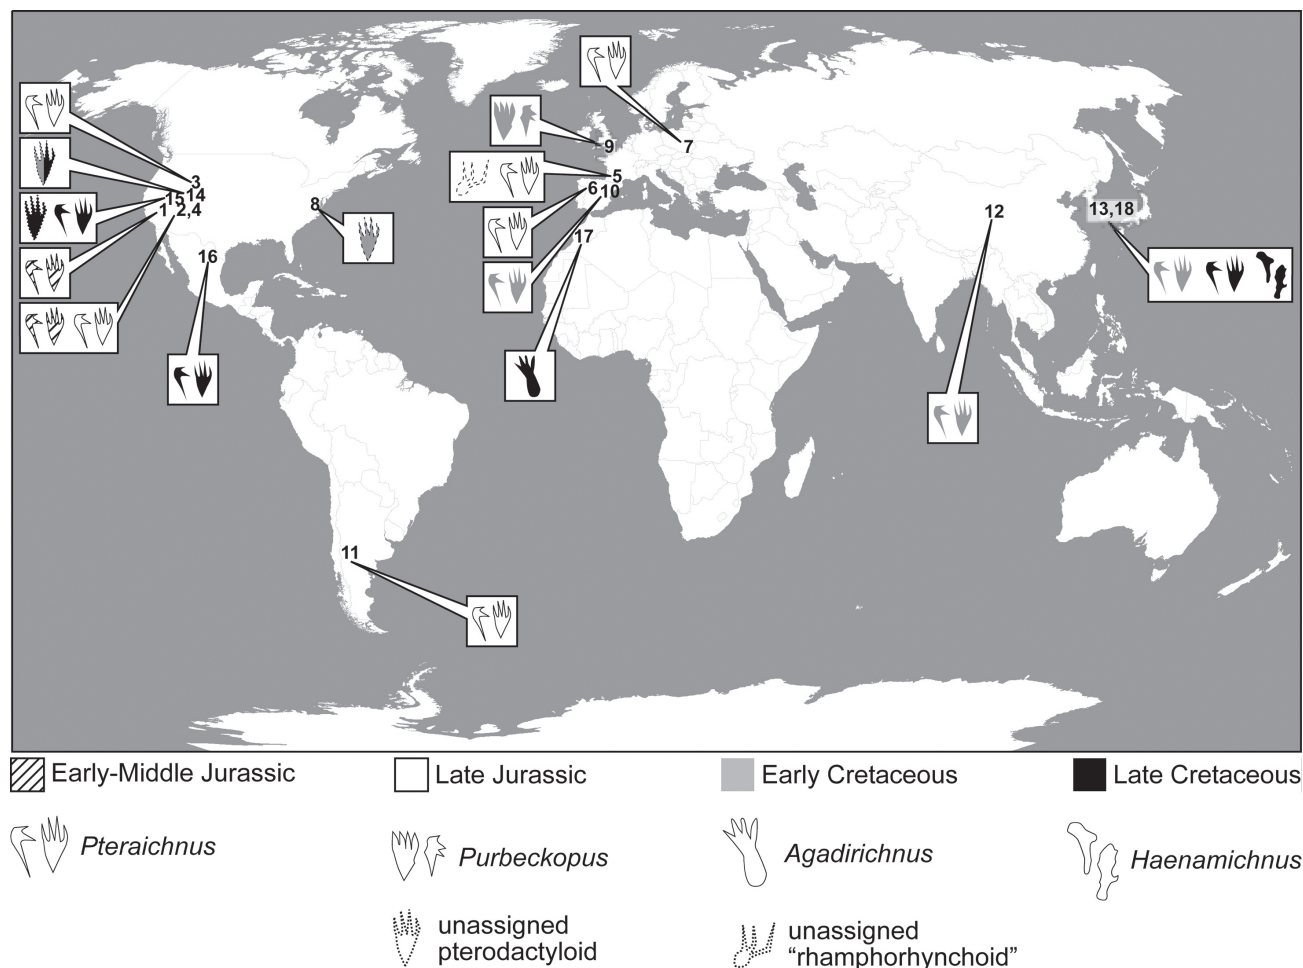 7
9
5
6 10
3
14
15
1 2,4
8
12
13,18
17
16
11
Early-Middle Jurassic
Late Jurassic
Early Cretaceous
Late Cretaceous
Pteraichnus
Purbeckopus
Agadirichnus
Haenamichnus
unassigned
pterodactyloid
unassigned
“rhamphorhynchoid”